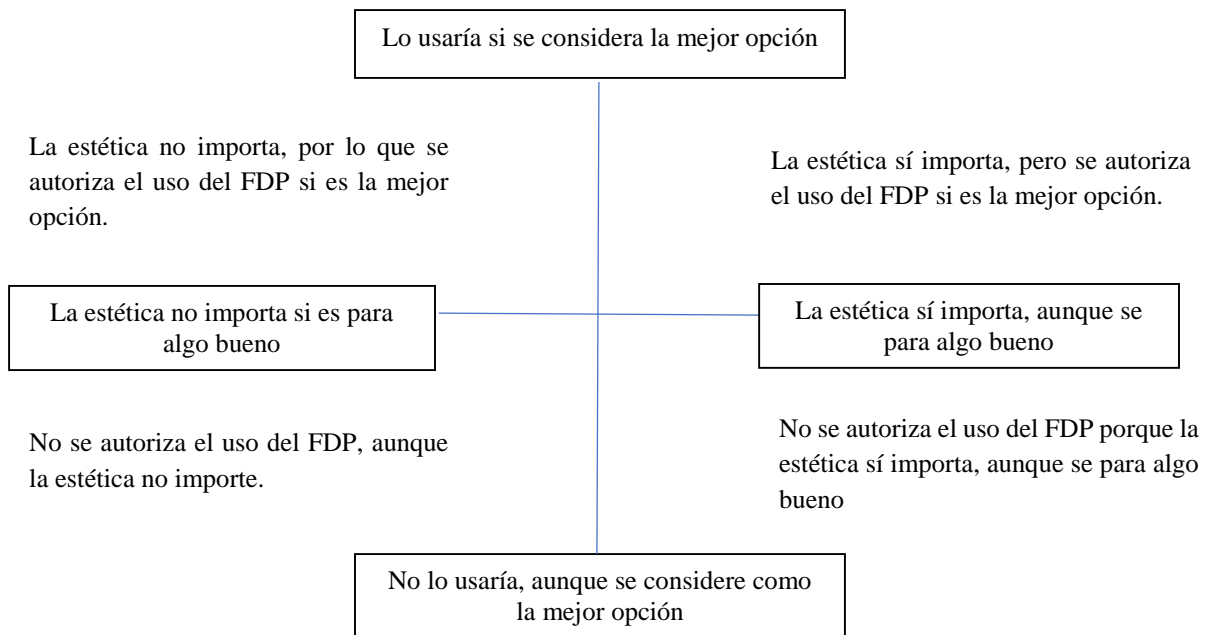 Lo usaría si se considera la mejor opción
La estética no importa, por lo que se
autoriza el uso del FDP si es la mejor
opción.
La estética sí importa, pero se autoriza
el uso del FDP si es la mejor opción.
La estética no importa si es para
algo bueno
La estética sí importa, aunque se
para algo bueno
No se autoriza el uso del FDP, aunque
la estética no importe.
No se autoriza el uso del FDP porque la
estética sí importa, aunque se para algo
bueno
No lo usaría, aunque se considere como
la mejor opción